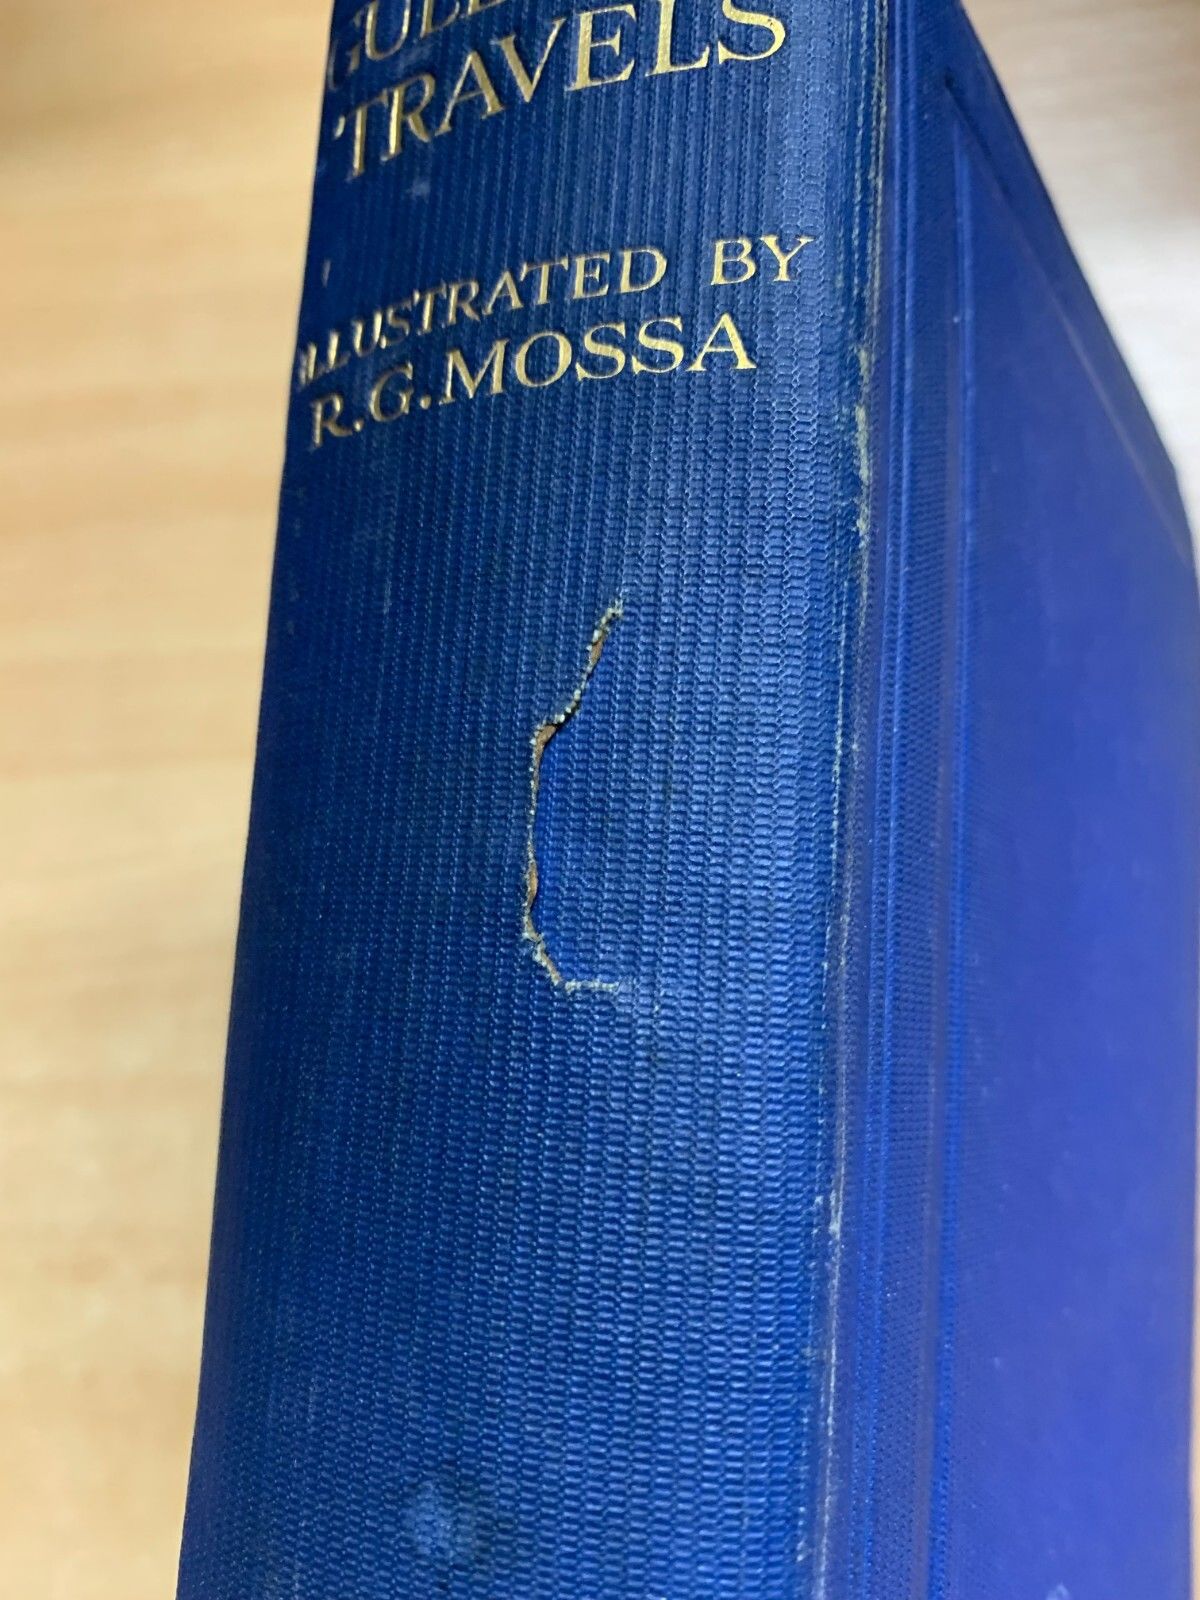 TRAVELS
ILLUSTRATED BY
R. G. MOSSA